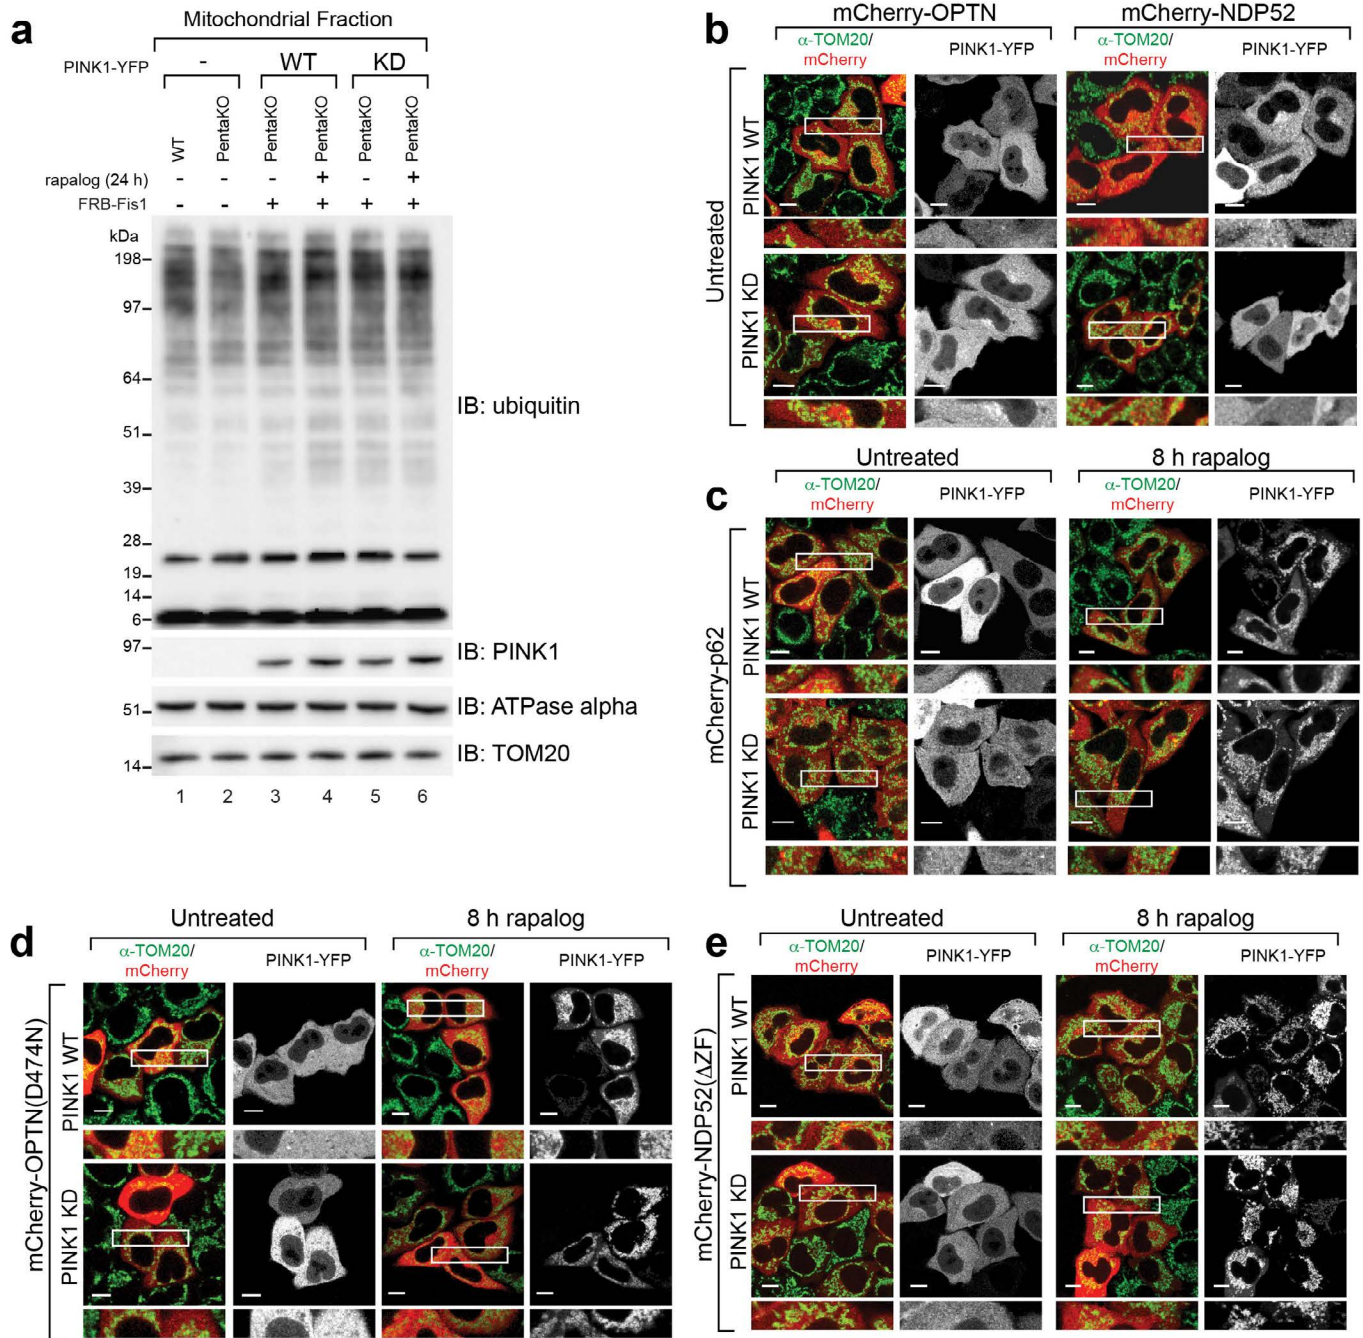 a
Mitochondrial Fraction
PINK1-YFP - WT KD
WT PentaKO PentaKO PentaKO PentaKO PentaKO
rapalog (24 h) - - - + - +
FRB-Fis1 - - + + + +
kDa
198
97
64
51
39
28
19
14
6
IB: ubiquitin
97
IB: PINK1
51
IB: ATPase alpha
14
IB: TOM20
1 2 3 4 5 6
b
mCherry-OPTN mCherry-NDP52
α-TOM20/
mCherry
PINK1-YFP
α-TOM20/
mCherry
PINK1-YFP
Untreated
PINK1 WT
PINK1 KD
c
Untreated 8 h rapalog
α-TOM20/
mCherry
PINK1-YFP
α-TOM20/
mCherry
PINK1-YFP
mCherry-p62
PINK1 WT
PINK1 KD
d
Untreated 8 h rapalog
α-TOM20/
mCherry
PINK1-YFP
α-TOM20/
mCherry
PINK1-YFP
mCherry-OPTN(D474N)
PINK1 WT
PINK1 KD
e
Untreated 8 h rapalog
α-TOM20/
mCherry
PINK1-YFP
α-TOM20/
mCherry
PINK1-YFP
mCherry-NDP52(ΔZF)
PINK1 WT
PINK1 KD